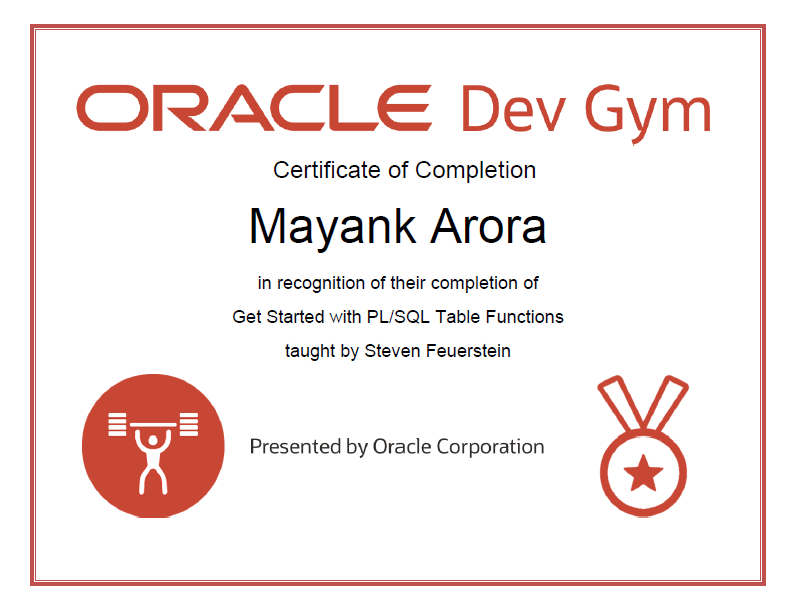 ORACLE Dev Gym
Certificate of Completion
Mayank Arora
in recognition of their completion of
Get Started with PL/SQL Table Functions
taught by Steven Feuerstein
Presented by Oracle Corporation